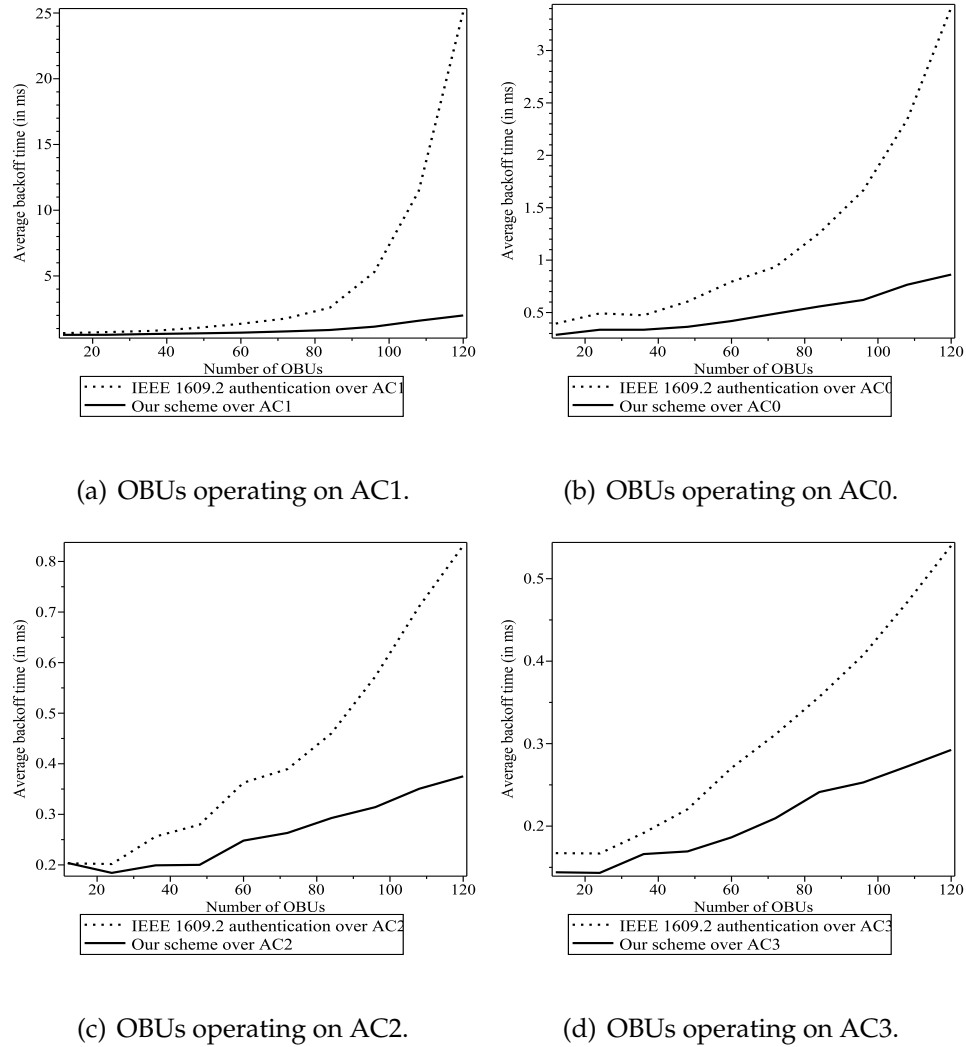 25
20
15
10
5
Average backoff time (in ms)
20 40 60 80 100 120
Number of OBUs
IEEE 1609.2 authentication over AC1
Our scheme over AC1
(a) OBUs operating on AC1.
3
2
1
0.5
Average backoff time (in ms)
20 40 60 80 100 120
Number of OBUs
IEEE 1609.2 authentication over AC0
Our scheme over AC0
(b) OBUs operating on AC0.
0.8
0.7
0.6
0.5
0.4
0.3
0.2
Average backoff time (in ms)
20 40 60 80 100 120
Number of OBUs
IEEE 1609.2 authentication over AC2
Our scheme over AC2
(c) OBUs operating on AC2.
0.5
0.4
0.3
0.2
Average backoff time (in ms)
20 40 60 80 100 120
Number of OBUs
IEEE 1609.2 authentication over AC3
Our scheme over AC3
(d) OBUs operating on AC3.